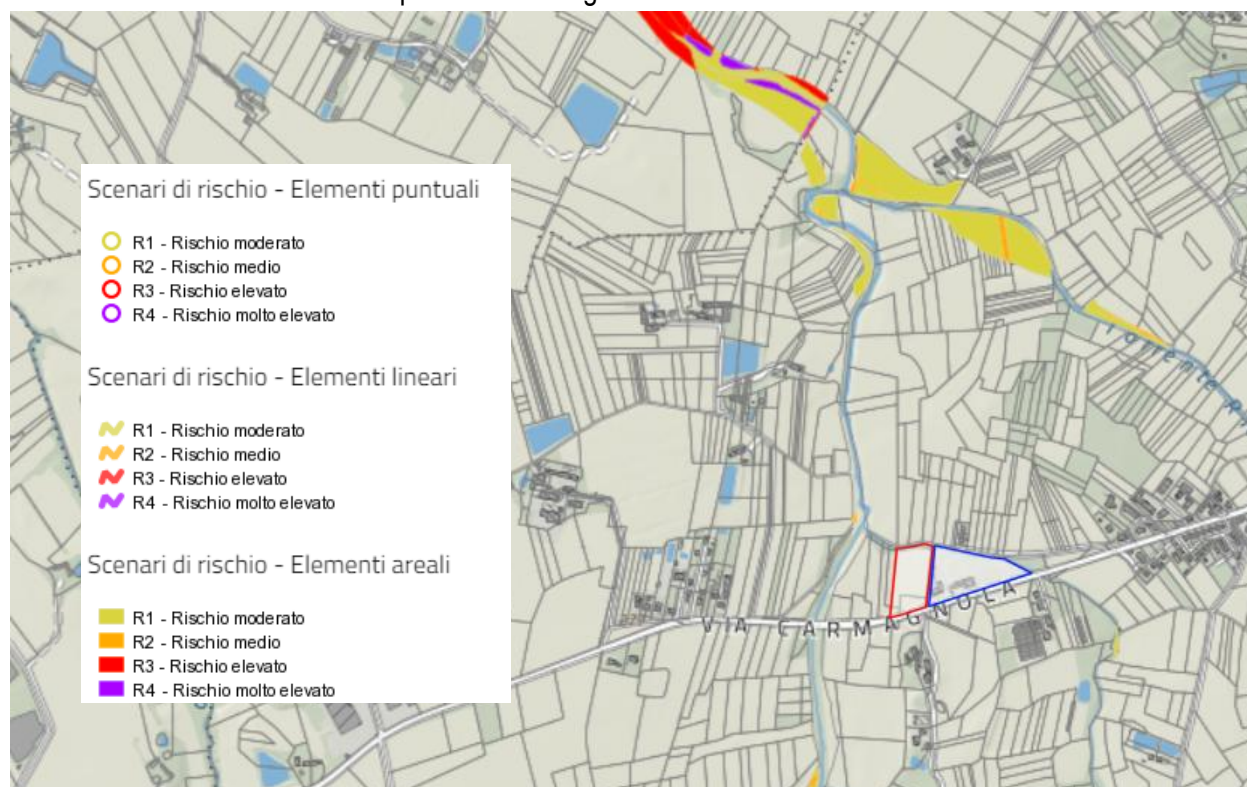 Scenari di rischio - Elementi puntuali
R1 - Rischio moderato
R2 - Rischio medio
R3 - Rischio elevato
R4 - Rischio molto elevato
Scenari di rischio - Elementi lineari
R1 - Rischio moderato
R2 - Rischio medio
R3 - Rischio elevato
R4 - Rischio molto elevato
Scenari di rischio - Elementi areali
R1 - Rischio moderato
R2 - Rischio medio
R3 - Rischio elevato
R4 - Rischio molto elevato
Torrente
VIA CARMAGNOLA